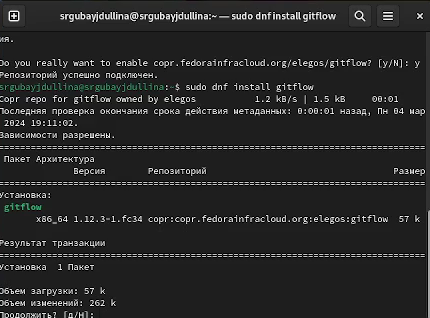 srgubayjdullina@srgubayjdullina:~ — sudo dnf install gitflow
ия.
Do you really want to enable copr.fedorainfracloud.org/elegos/gitflow? [y/N]: y
Репозиторий успешно подключен.
srgubayjdullina@srgubayjdullina:~$ sudo dnf install gitflow
Copr repo for gitflow owned by elegos 1.2 kB/s | 1.5 kB 00:01
Последняя проверка окончания срока действия метаданных: 0:00:01 назад, Пн 04 мар
2024 19:11:02.
Зависимости разрешены.
================================================================================
Пакет Архитектура
Версия Репозиторий Размер
================================================================================
Установка:
gitflow
x86_64 1.12.3-1.fc34 copr:copr.fedorainfracloud.org:elegos:gitflow 57 k
Результат транзакции
================================================================================
Установка 1 Пакет
Объем загрузки: 57 k
Объем изменений: 262 k
Продолжить? [д/Н]: